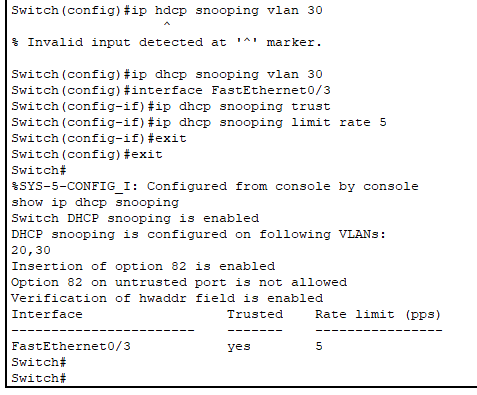 Switch(config)#ip hdcp snooping vlan 30
^
% Invalid input detected at '^' marker.
Switch(config)#ip dhcp snooping vlan 30
Switch(config)#interface FastEthernet0/3
Switch(config-if)#ip dhcp snooping trust
Switch(config-if)#ip dhcp snooping limit rate 5
Switch(config-if)#exit
Switch(config)#exit
Switch#
%SYS-5-CONFIG_I: Configured from console by console
show ip dhcp snooping
Switch DHCP snooping is enabled
DHCP snooping is configured on following VLANs:
20,30
Insertion of option 82 is enabled
Option 82 on untrusted port is not allowed
Verification of hwaddr field is enabled
Interface Trusted Rate limit (pps)
----------------------- ------- ----------------
FastEthernet0/3 yes 5
Switch#
Switch#